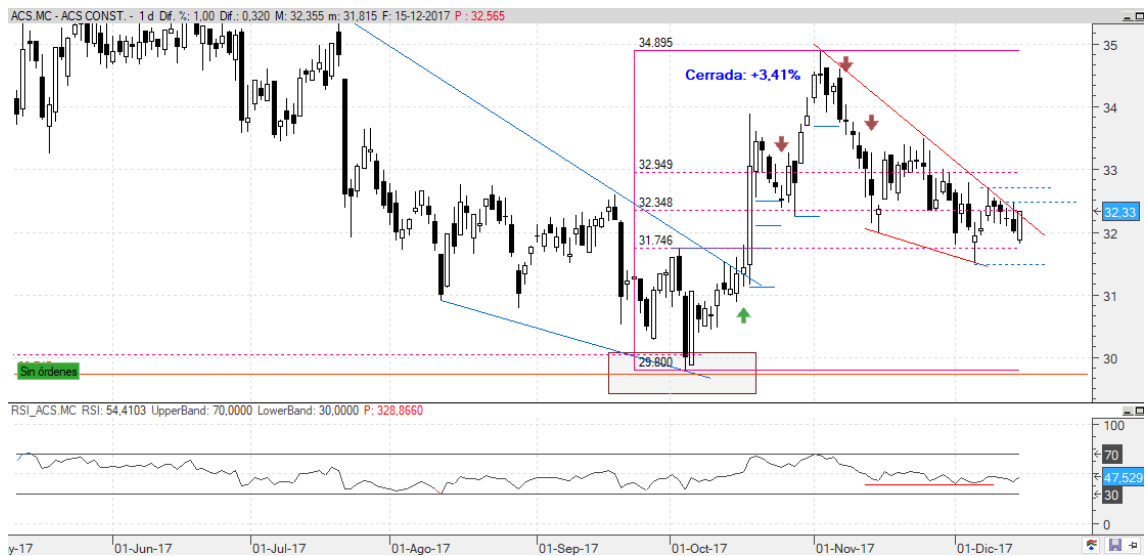 ACS.MC - ACS CONST. - 1 d Dif. %: 1,00 Dif.: 0,320 M: 32,355 m: 31,815 F: 15-12-2017 P : 32,565
35
34
33
32,33
32
31
30
34.895
Cerrada: +3,41%
32.949
32.348
31.746
29.800
Sin órdenes
RSI_ACS.MC RSI: 54,4103 UpperBand: 70,0000 LowerBand: 30,0000 P: 328,8660
100
70
47,529
30
0
y-17
01-Jun-17
01-Jul-17
01-Ago-17
01-Sep-17
01-Oct-17
01-Nov-17
01-Dic-17